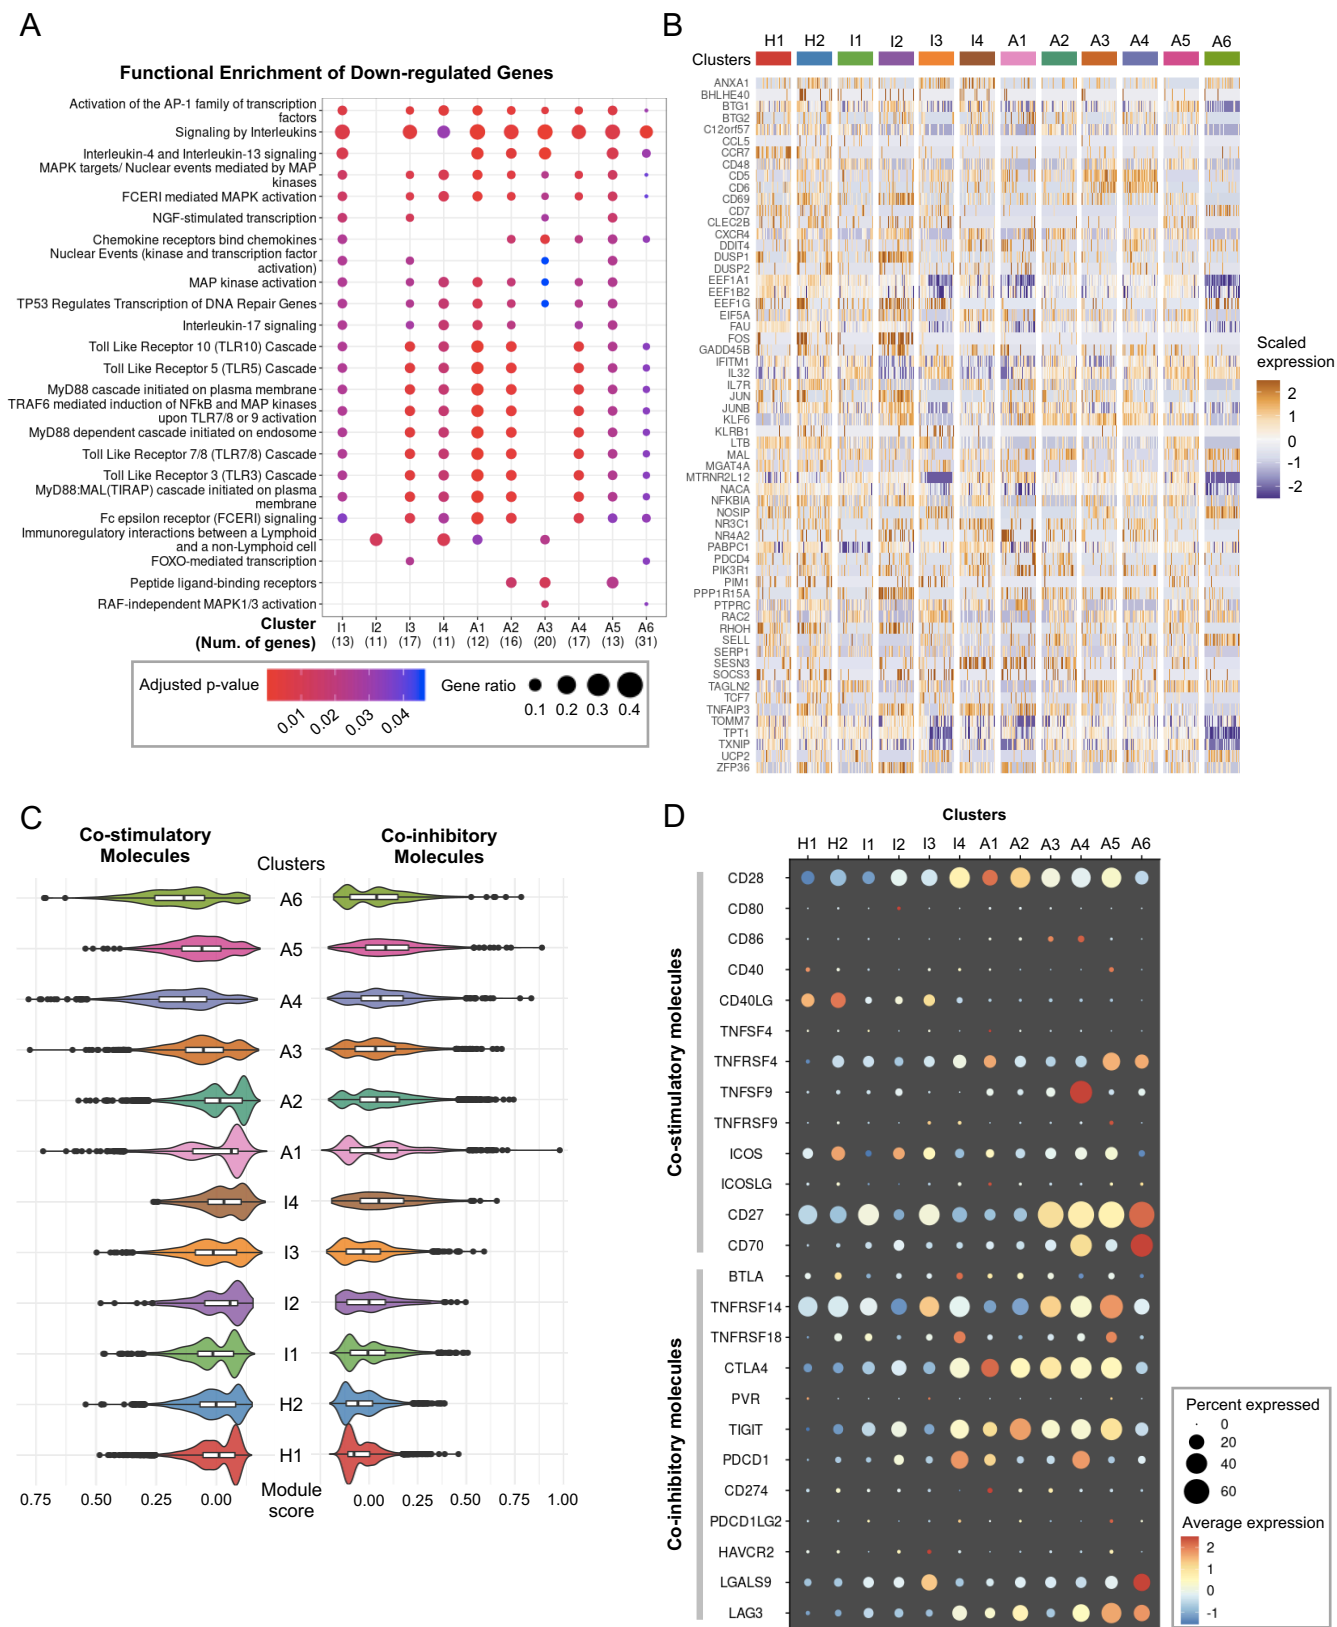 A
Functional Enrichment of Down-regulated Genes
Activation of the AP-1 family of transcription
factors
Signaling by Interleukins
Interleukin-4 and Interleukin-13 signaling
MAPK targets/ Nuclear events mediated by MAP
kinases
FCERI mediated MAPK activation
NGF-stimulated transcription
Chemokine receptors bind chemokines
Nuclear Events (kinase and transcription factor
activation)
MAP kinase activation
TP53 Regulates Transcription of DNA Repair Genes
Interleukin-17 signaling
Toll Like Receptor 10 (TLR10) Cascade
Toll Like Receptor 5 (TLR5) Cascade
MyD88 cascade initiated on plasma membrane
TRAF6 mediated induction of NFkB and MAP kinases
upon TLR7/8 or 9 activation
MyD88 dependent cascade initiated on endosome
Toll Like Receptor 7/8 (TLR7/8) Cascade
Toll Like Receptor 3 (TLR3) Cascade
MyD88:MAL(TIRAP) cascade initiated on plasma
membrane
Fc epsilon receptor (FCERI) signaling
Immunoregulatory interactions between a Lymphoid
and a non-Lymphoid cell
FOXO-mediated transcription
Peptide ligand-binding receptors
RAF-independent MAPK1/3 activation
Cluster I1 I2 I3 I4 A1 A2 A3 A4 A5 A6
(Num. of genes) (13) (11) (17) (11) (12) (16) (20) (17) (13) (31)
Adjusted p-value
0.01 0.02 0.03 0.04
Gene ratio
0.1 0.2 0.3 0.4
B
H1 H2 I1 I2 I3 I4 A1 A2 A3 A4 A5 A6
Clusters
ANXA1
BHLHE40
BTG1
BTG2
C12orf57
CCL5
CCR7
CD48
CD5
CD6
CD69
CD7
CLEC2B
CXCR4
DDIT4
DUSP1
DUSP2
EEF1A1
EEF1B2
EEF1G
EIF5A
FAU
FOS
GADD45B
IFITM1
IL32
IL7R
JUN
JUNB
KLF6
KLRB1
LTB
MAL
MGAT4A
MTRNR2L12
NACA
NFKBIA
NOSIP
NR3C1
NR4A2
PABPC1
PDCD4
PIK3R1
PIM1
PPP1R15A
PTPRC
RAC2
RHOH
SELL
SERP1
SESN3
SOCS3
TAGLN2
TCF7
TNFAIP3
TOMM7
TPT1
TXNIP
UCP2
ZFP36
Scaled
expression
2
1
0
-1
-2
C
Co-stimulatory
Molecules
Clusters
Co-inhibitory
Molecules
A6
A5
A4
A3
A2
A1
I4
I3
I2
I1
H2
H1
0.75 0.50 0.25 0.00
Module
score
0.00 0.25 0.50 0.75 1.00
D
Clusters
H1 H2 I1 I2 I3 I4 A1 A2 A3 A4 A5 A6
Co-stimulatory molecules
CD28
CD80
CD86
CD40
CD40LG
TNFSF4
TNFRSF4
TNFSF9
TNFRSF9
ICOS
ICOSLG
CD27
CD70
Co-inhibitory molecules
BTLA
TNFRSF14
TNFRSF18
CTLA4
PVR
TIGIT
PDCD1
CD274
PDCD1LG2
HAVCR2
LGALS9
LAG3
Percent expressed
0
20
40
60
Average expression
2
1
0
-1